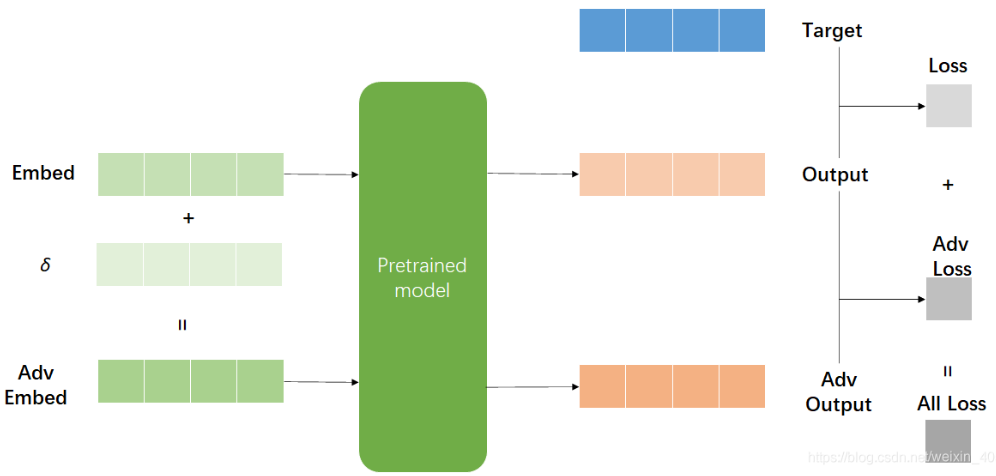 Target
Loss
Embed
Output
+
+
δ
Pretrained
model
Adv
Loss
=
=
Adv
Embed
Adv
Output
All Loss
https://blog.csdn.net/weixin_40